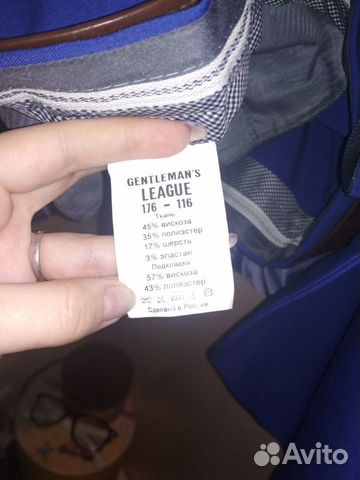 GENTLEMAN'S
LEAGUE
176 - 116
Ткань
45% вискоза
35% полиэстер
17% шерсть
3% эластан
Подкладка
57% вискоза
43% полиэстер
Сделано в России
Avito